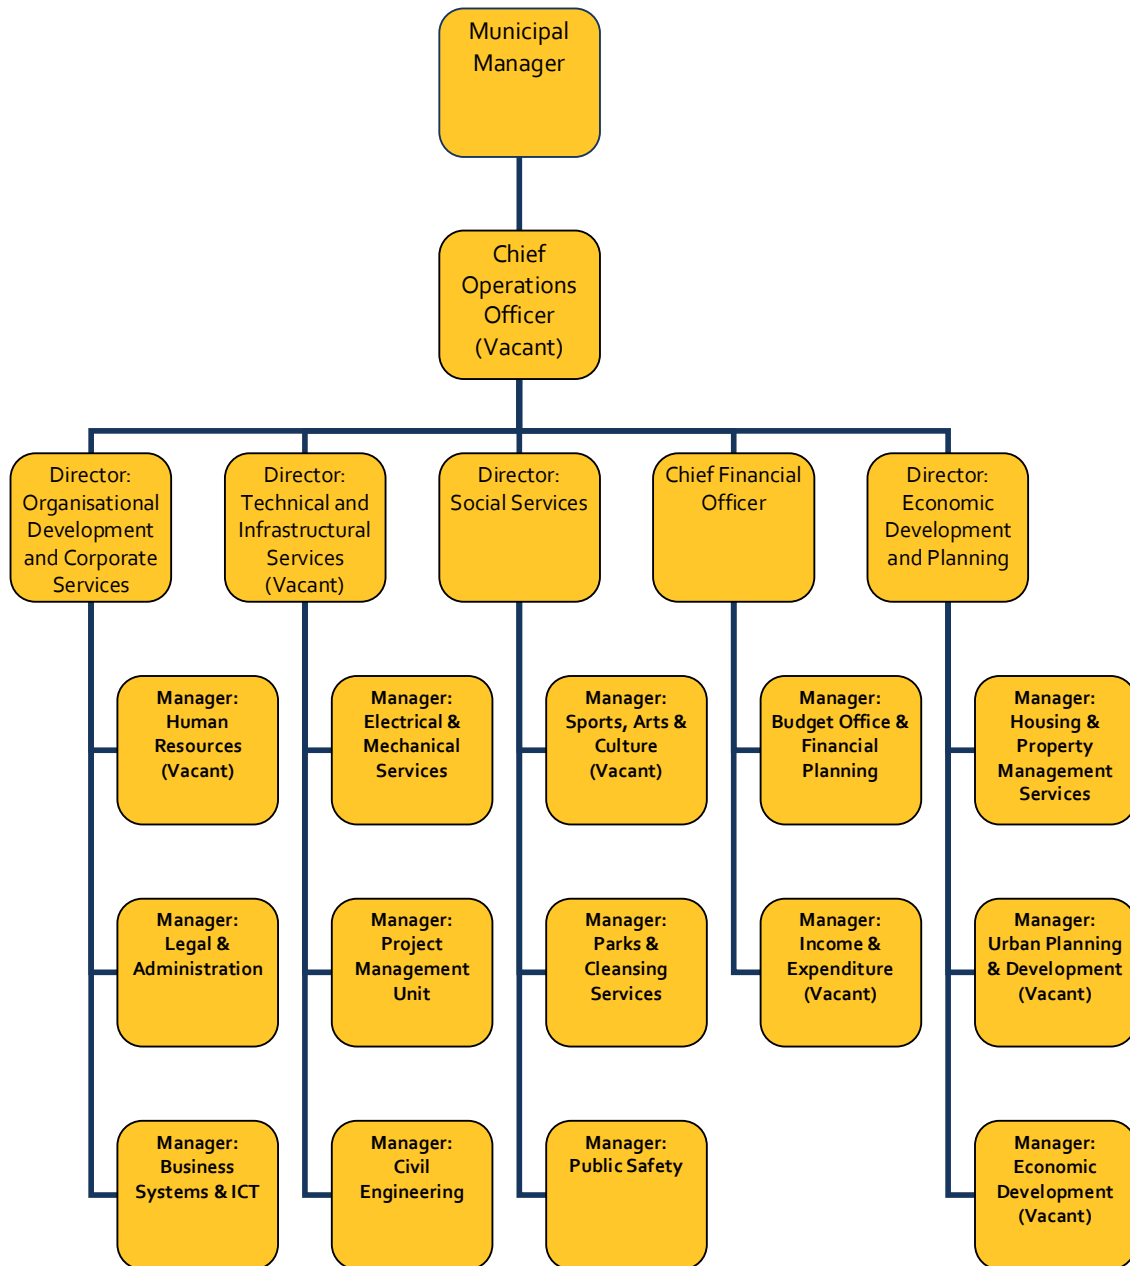 Municipal
Manager
Chief
Operations
Officer
(Vacant)
Director:
Organisational
Development
and Corporate
Services
Director:
Technical and
Infrastructural
Services
(Vacant)
Director:
Social Services
Chief Financial
Officer
Director:
Economic
Development
and Planning
Manager:
Human
Resources
(Vacant)
Manager:
Electrical &
Mechanical
Services
Manager:
Sports, Arts &
Culture
(Vacant)
Manager:
Budget Office &
Financial
Planning
Manager:
Housing &
Property
Management
Services
Manager:
Legal &
Administration
Manager:
Project
Management
Unit
Manager:
Parks &
Cleansing
Services
Manager:
Income &
Expenditure
(Vacant)
Manager:
Urban Planning
& Development
(Vacant)
Manager:
Business
Systems & ICT
Manager:
Civil
Engineering
Manager:
Public Safety
Manager:
Economic
Development
(Vacant)